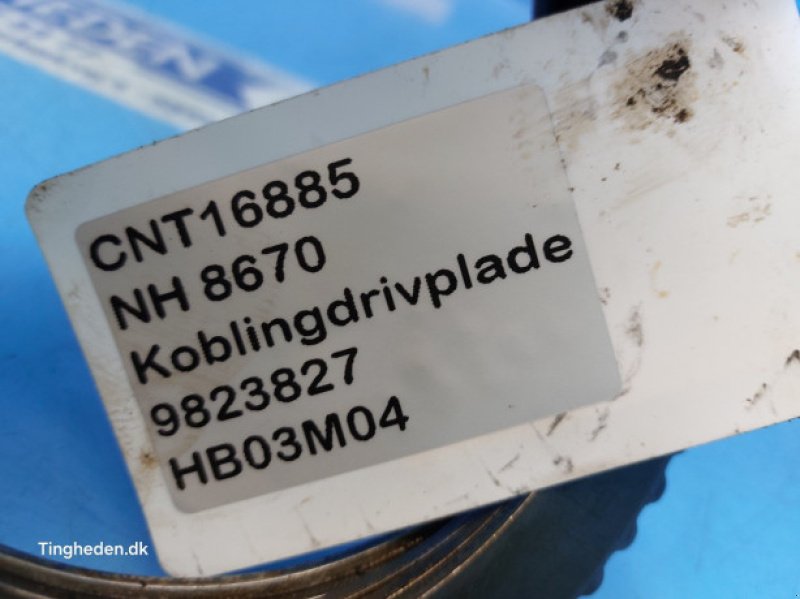 CNT16885
NH 8670
Koblingdrivplade
9823827
HB03M04
Tingheden.dk